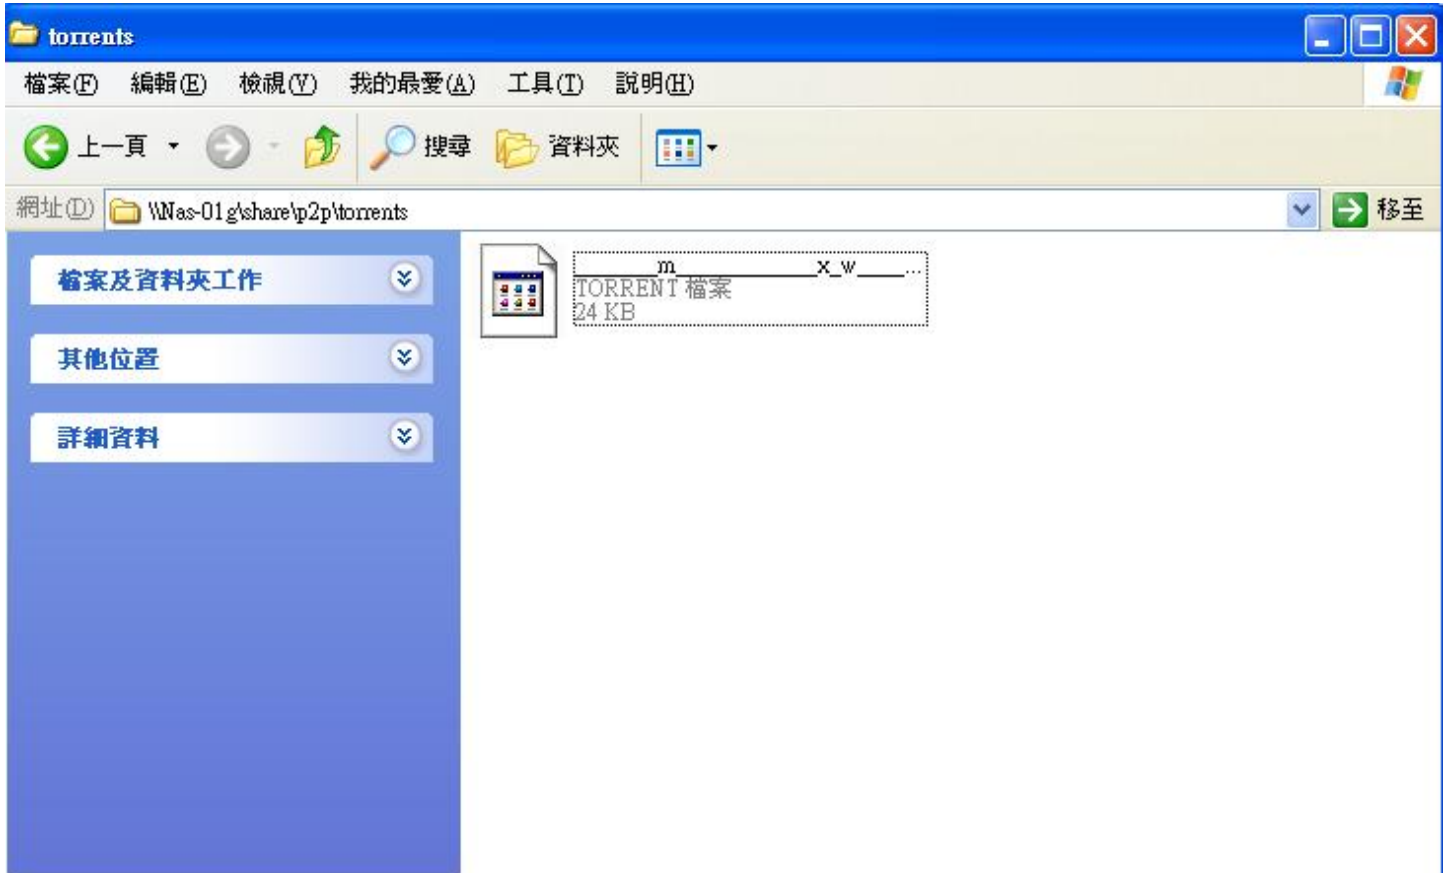 torrents
檔案(F) 編輯(E) 檢視(V) 我的最愛(A) 工具(T) 說明(H)
上一頁 搜尋 資料夾
網址(D) \\Nas-01g\share\p2p\torrents 移至
檔案及資料夾工作
其他位置
詳細資料
_______m____________x_w____...
TORRENT 檔案
24 KB